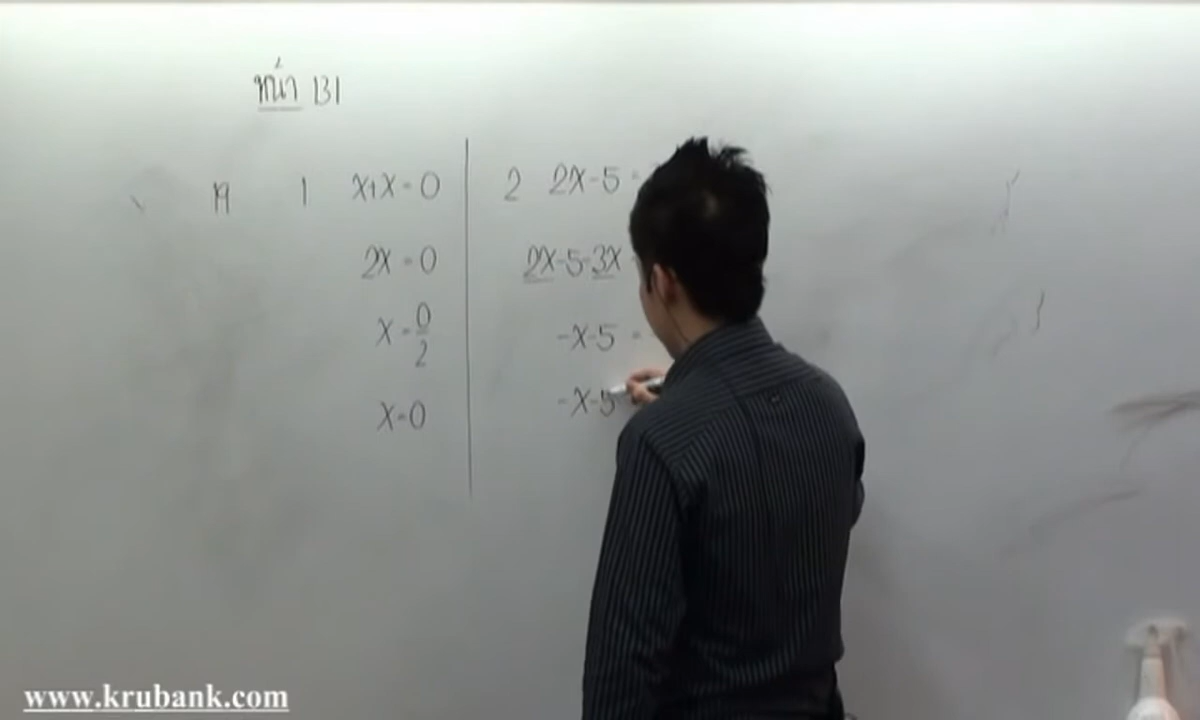 หน้า 131
19 1 x+x=0
2x=0
x=0/2
x=0
2 2x-5=
2x-5-3x
-x-5=
-x-5
www.krubank.com